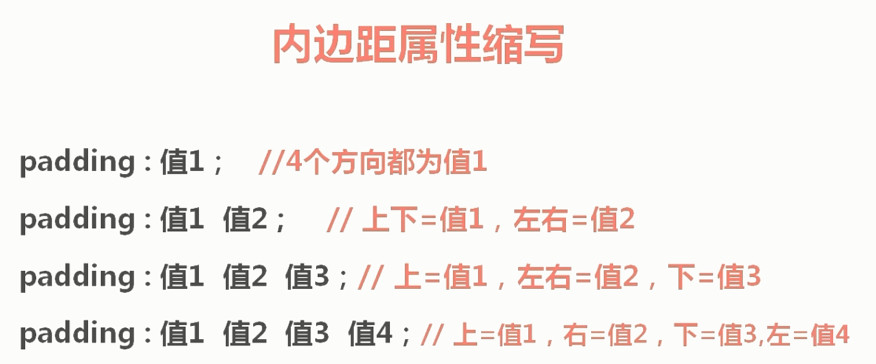 内边距属性缩写
padding : 值1 ; //4个方向都为值1
padding : 值1 值2 ; // 上下=值1，左右=值2
padding : 值1 值2 值3 ; // 上=值1，左右=值2，下=值3
padding : 值1 值2 值3 值4 ; // 上=值1，右=值2，下=值3,左=值4